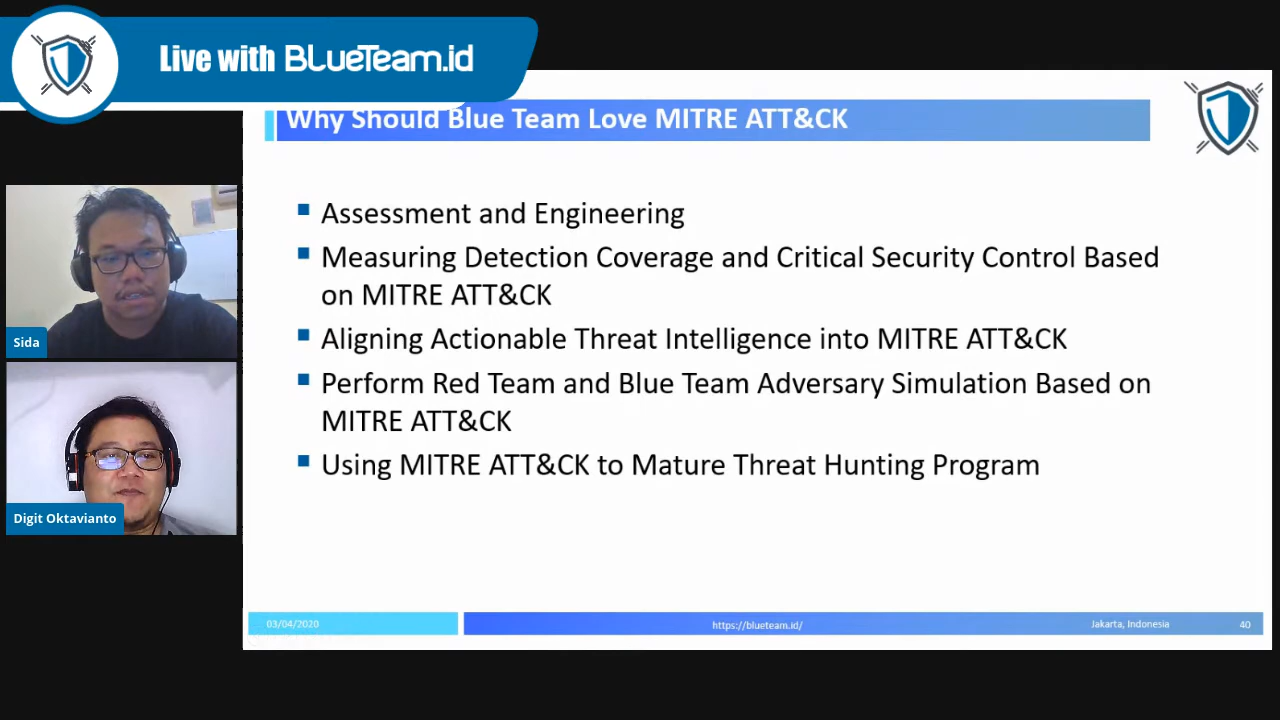 Live with BLueTeam.id
Why Should Blue Team Love MITRE ATT&CK
Assessment and Engineering
Measuring Detection Coverage and Critical Security Control Based
on MITRE ATT&CK
Aligning Actionable Threat Intelligence into MITRE ATT&CK
Perform Red Team and Blue Team Adversary Simulation Based on
MITRE ATT&CK
Using MITRE ATT&CK to Mature Threat Hunting Program
Sida
Digit Oktavianto
03/04/2020
https://blueteam.id/
Jakarta, Indonesia
40